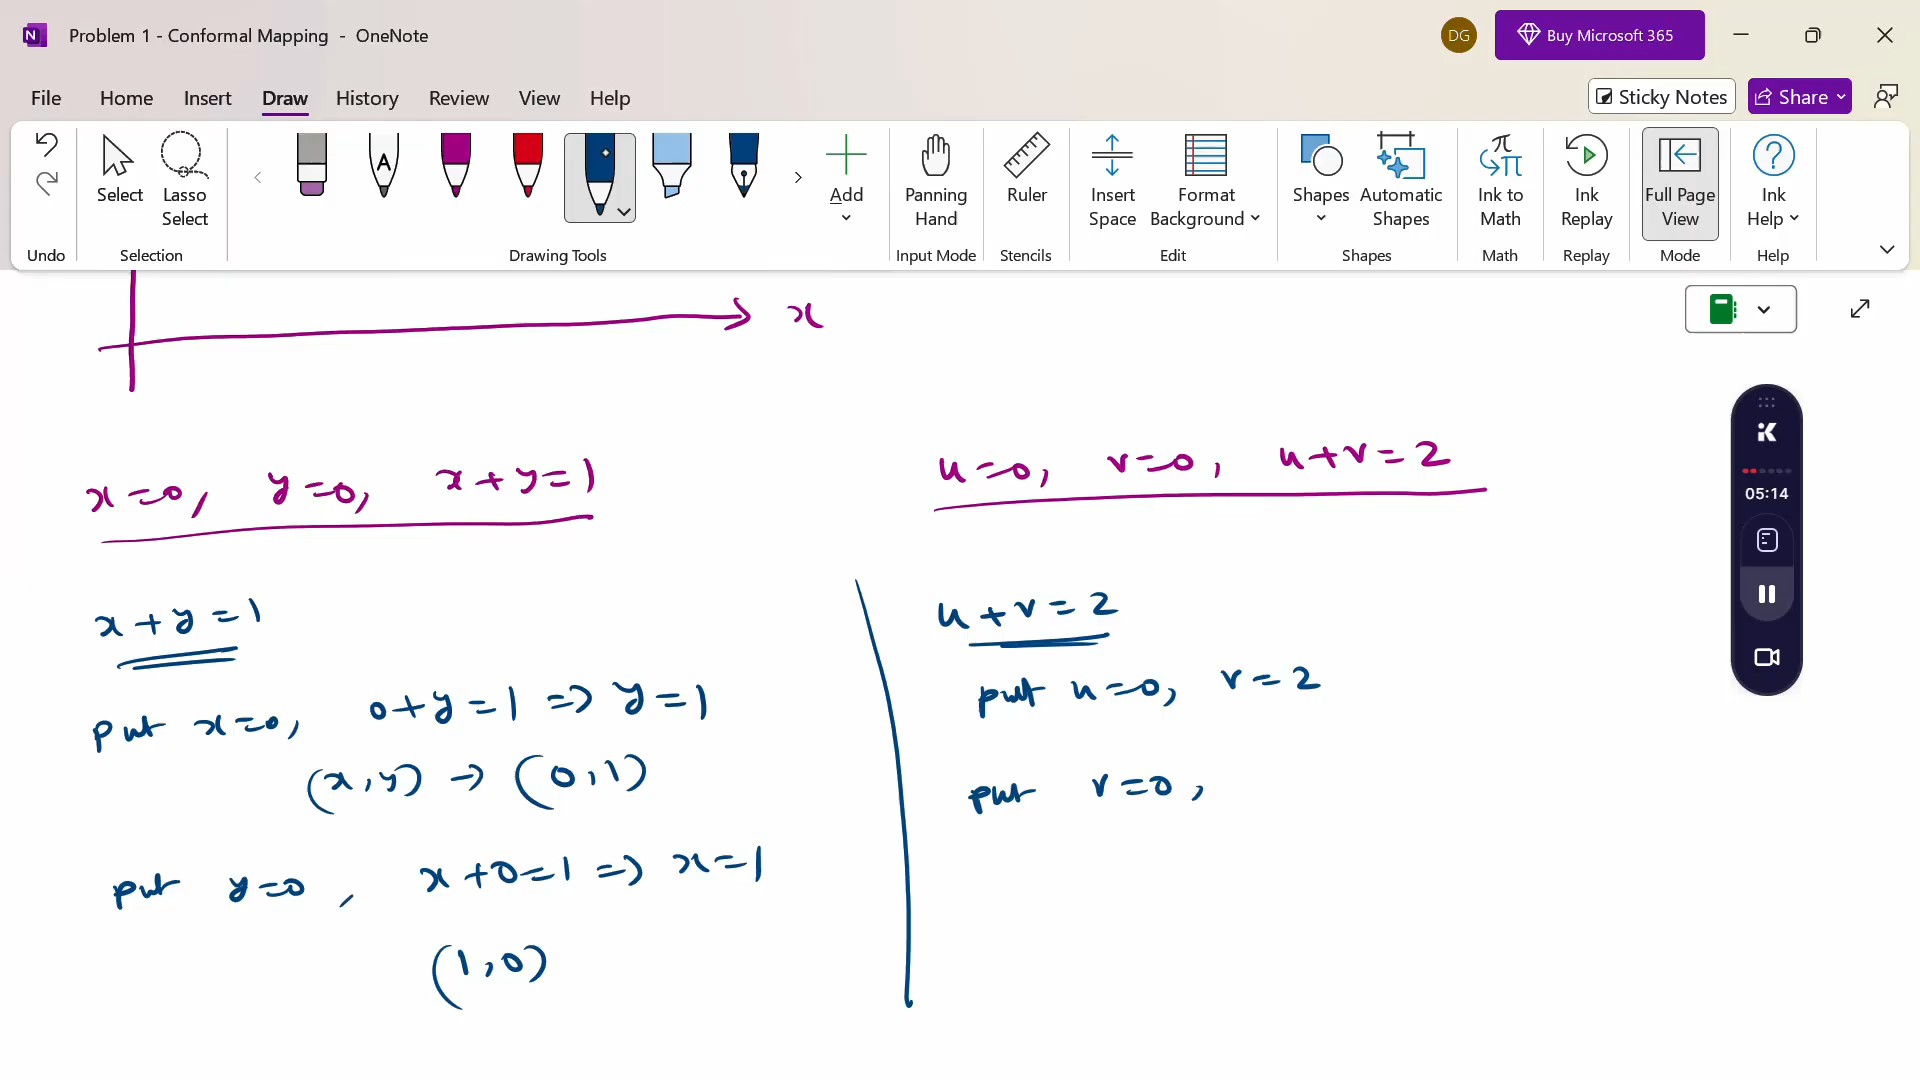 Problem 1 - Conformal Mapping - OneNote
DG
Buy Microsoft 365
File Home Insert Draw History Review View Help
Sticky Notes
Share
A
Select
Lasso Select
Add
Panning Hand
Ruler
Insert Space
Format Background
Shapes
Automatic Shapes
Ink to Math
Ink Replay
Full Page View
Ink Help
Undo
Selection
Drawing Tools
Input Mode
Stencils
Edit
Shapes
Math
Replay
Mode
Help
x
x=0, y=0, x+y=1
u=0, v=0, u+v=2
05:14
x+y=1
put x=0, 0+y=1 => y=1
(x,y) → (0,1)
put y=0, x+0=1 => x=1
(1,0)
u+v=2
put u=0, v=2
put v=0,